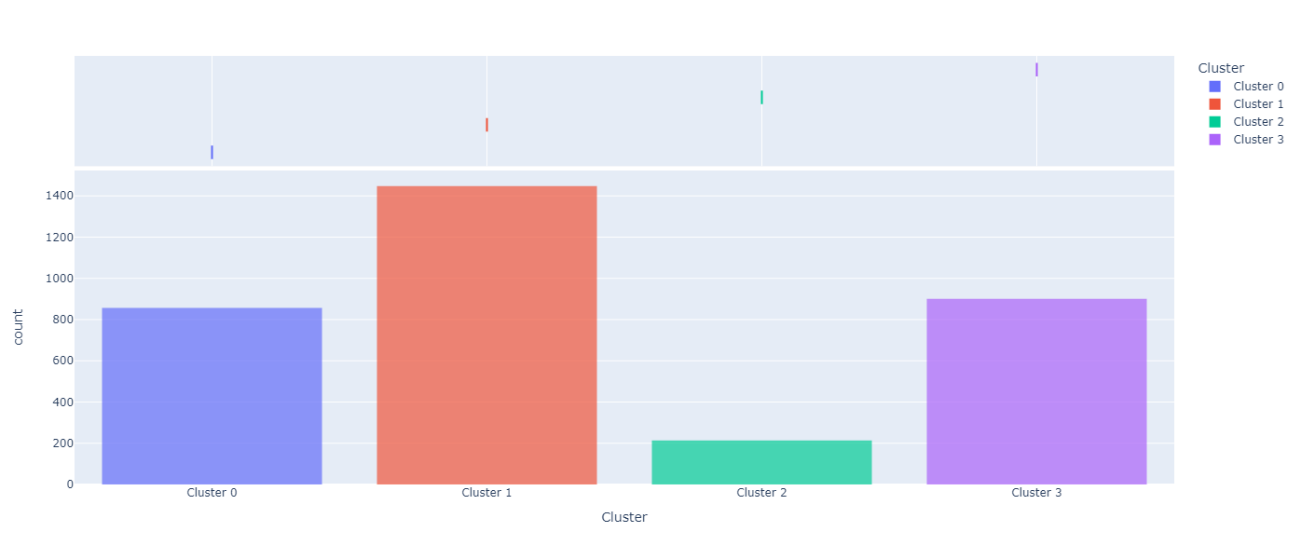 Cluster
Cluster 0
Cluster 1
Cluster 2
Cluster 3
1400
1200
1000
800
600
400
200
0
count
Cluster 0
Cluster 1
Cluster 2
Cluster 3
Cluster